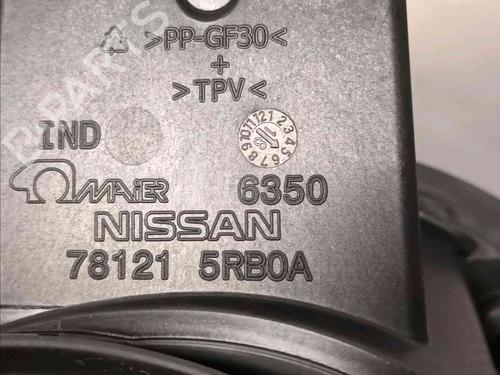 >PP-GF30<
+
>TPV<
IND
MAIER 6350
NISSAN
78121 5RB0A